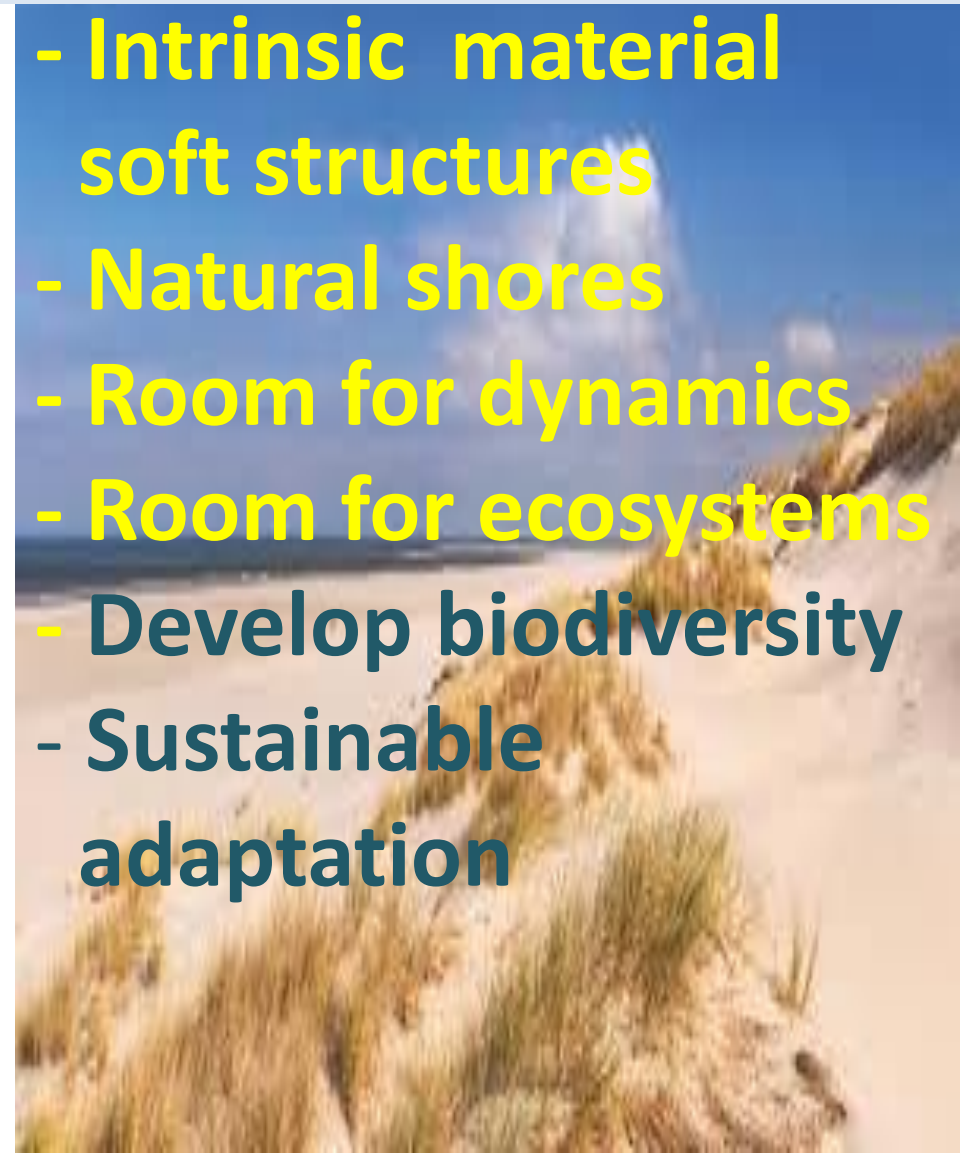 - Intrinsic  material
soft structures
- Natural shores
- Room for dynamics
- Room for ecosystems
- Develop biodiversity
- Sustainable
adaptation